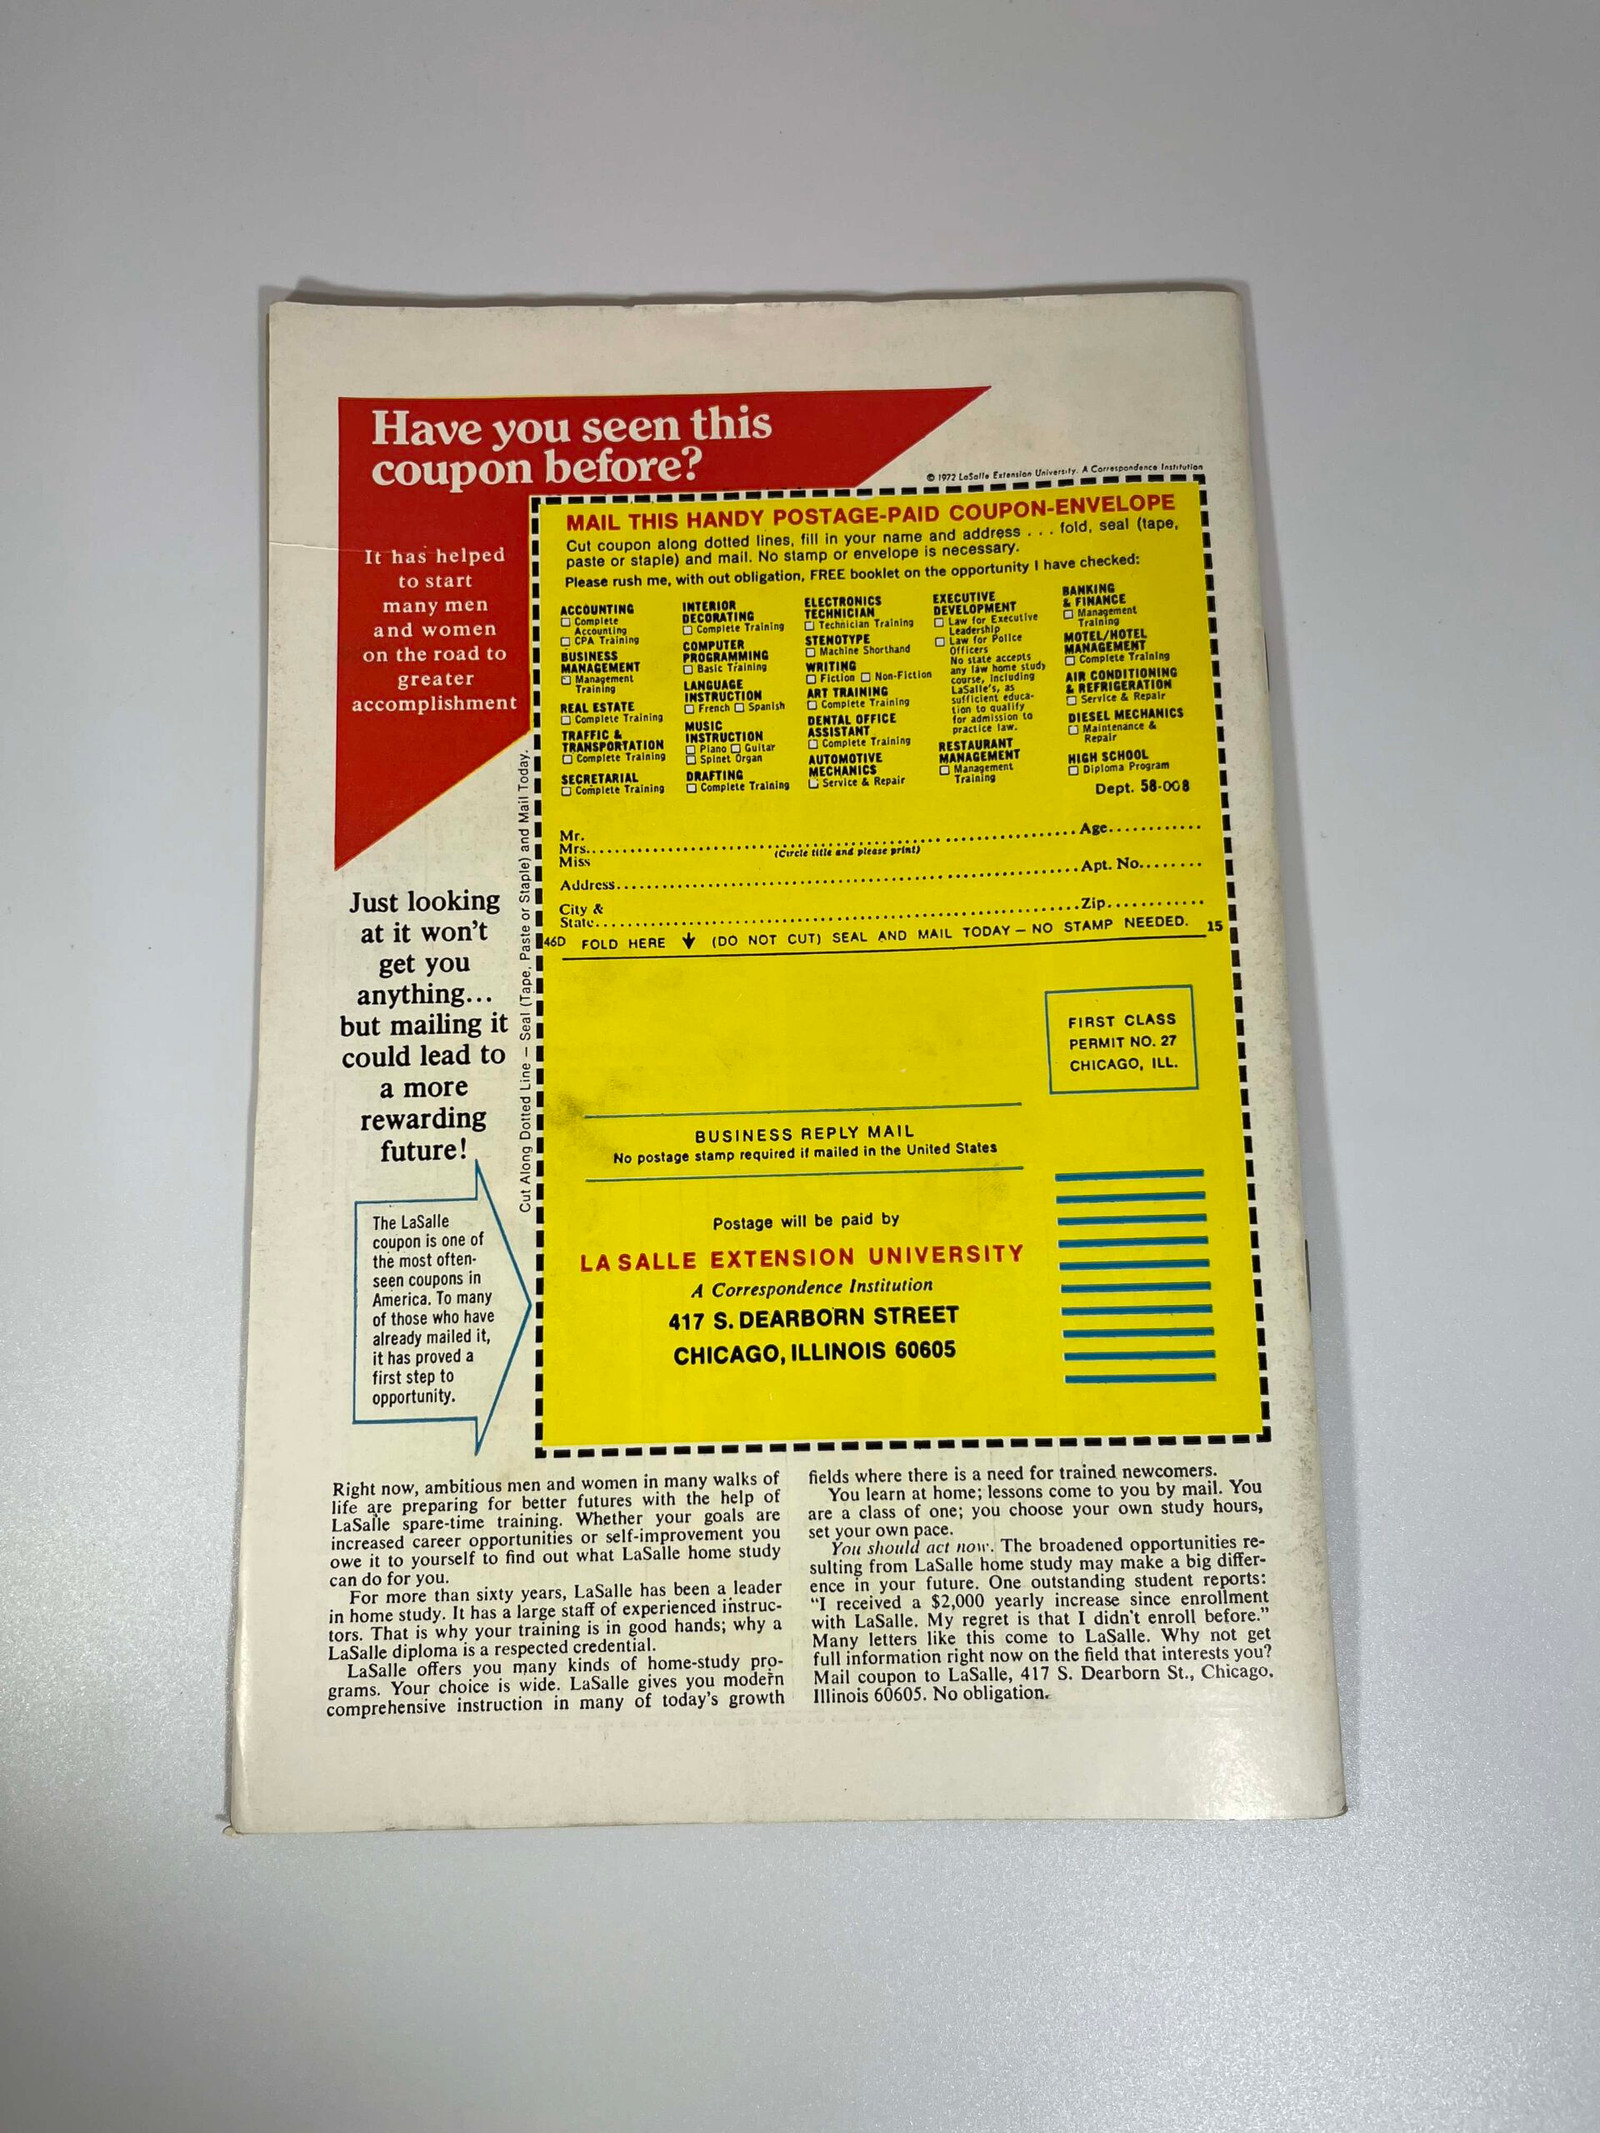 Have you seen this
coupon before?
© 1972 LaSalle Extension University. A Correspondence Institution
It has helped
to start
many men
and women
on the road to
greater
accomplishment
MAIL THIS HANDY POSTAGE-PAID COUPON-ENVELOPE
Cut coupon along dotted lines, fill in your name and address . . . fold, seal (tape,
paste or staple) and mail. No stamp or envelope is necessary.
Please rush me, with out obligation, FREE booklet on the opportunity I have checked:
ACCOUNTING
☐ Complete
Accounting
☐ CPA Training
BUSINESS
MANAGEMENT
☐ Management
Training
REAL ESTATE
☐ Complete Training
TRAFFIC &
TRANSPORTATION
☐ Complete Training
SECRETARIAL
☐ Complete Training
INTERIOR
DECORATING
☐ Complete Training
COMPUTER
PROGRAMMING
☐ Basic Training
LANGUAGE
INSTRUCTION
☐ French ☐ Spanish
MUSIC
INSTRUCTION
☐ Piano ☐ Guitar
☐ Spinet Organ
DRAFTING
☐ Complete Training
ELECTRONICS
TECHNICIAN
☐ Technician Training
STENOTYPE
☐ Machine Shorthand
WRITING
☐ Fiction ☐ Non-Fiction
ART TRAINING
☐ Complete Training
DENTAL OFFICE
ASSISTANT
☐ Complete Training
AUTOMOTIVE
MECHANICS
☐ Service & Repair
EXECUTIVE
DEVELOPMENT
☐ Law for Executive
Leadership
☐ Law for Police
Officers
No state accepts
any law home study
course, including
LaSalle's, as
sufficient educa-
tion to qualify
for admission to
practice law.
RESTAURANT
MANAGEMENT
☐ Management
Training
BANKING
& FINANCE
☐ Management
Training
MOTEL/HOTEL
MANAGEMENT
☐ Complete Training
AIR CONDITIONING
& REFRIGERATION
☐ Service & Repair
DIESEL MECHANICS
☐ Maintenance &
Repair
HIGH SCHOOL
☐ Diploma Program
Dept. 58-008
Mr.
Mrs. (Circle title and please print) Age
Miss
Address Apt. No.
City &
State Zip
46D FOLD HERE ↓ (DO NOT CUT) SEAL AND MAIL TODAY – NO STAMP NEEDED. 15
Cut Along Dotted Line – Seal (Tape, Paste or Staple) and Mail Today.
FIRST CLASS
PERMIT NO. 27
CHICAGO, ILL.
BUSINESS REPLY MAIL
No postage stamp required if mailed in the United States
Postage will be paid by
LA SALLE EXTENSION UNIVERSITY
A Correspondence Institution
417 S. DEARBORN STREET
CHICAGO, ILLINOIS 60605
Just looking
at it won't
get you
anything...
but mailing it
could lead to
a more
rewarding
future!
The LaSalle
coupon is one of
the most often-
seen coupons in
America. To many
of those who have
already mailed it,
it has proved a
first step to
opportunity.
Right now, ambitious men and women in many walks of
life are preparing for better futures with the help of
LaSalle spare-time training. Whether your goals are
increased career opportunities or self-improvement you
owe it to yourself to find out what LaSalle home study
can do for you.
For more than sixty years, LaSalle has been a leader
in home study. It has a large staff of experienced instruc-
tors. That is why your training is in good hands; why a
LaSalle diploma is a respected credential.
LaSalle offers you many kinds of home-study pro-
grams. Your choice is wide. LaSalle gives you modern
comprehensive instruction in many of today's growth
fields where there is a need for trained newcomers.
You learn at home; lessons come to you by mail. You
are a class of one; you choose your own study hours,
set your own pace.
You should act now. The broadened opportunities re-
sulting from LaSalle home study may make a big differ-
ence in your future. One outstanding student reports:
"I received a $2,000 yearly increase since enrollment
with LaSalle. My regret is that I didn't enroll before."
Many letters like this come to LaSalle. Why not get
full information right now on the field that interests you?
Mail coupon to LaSalle, 417 S. Dearborn St., Chicago,
Illinois 60605. No obligation.